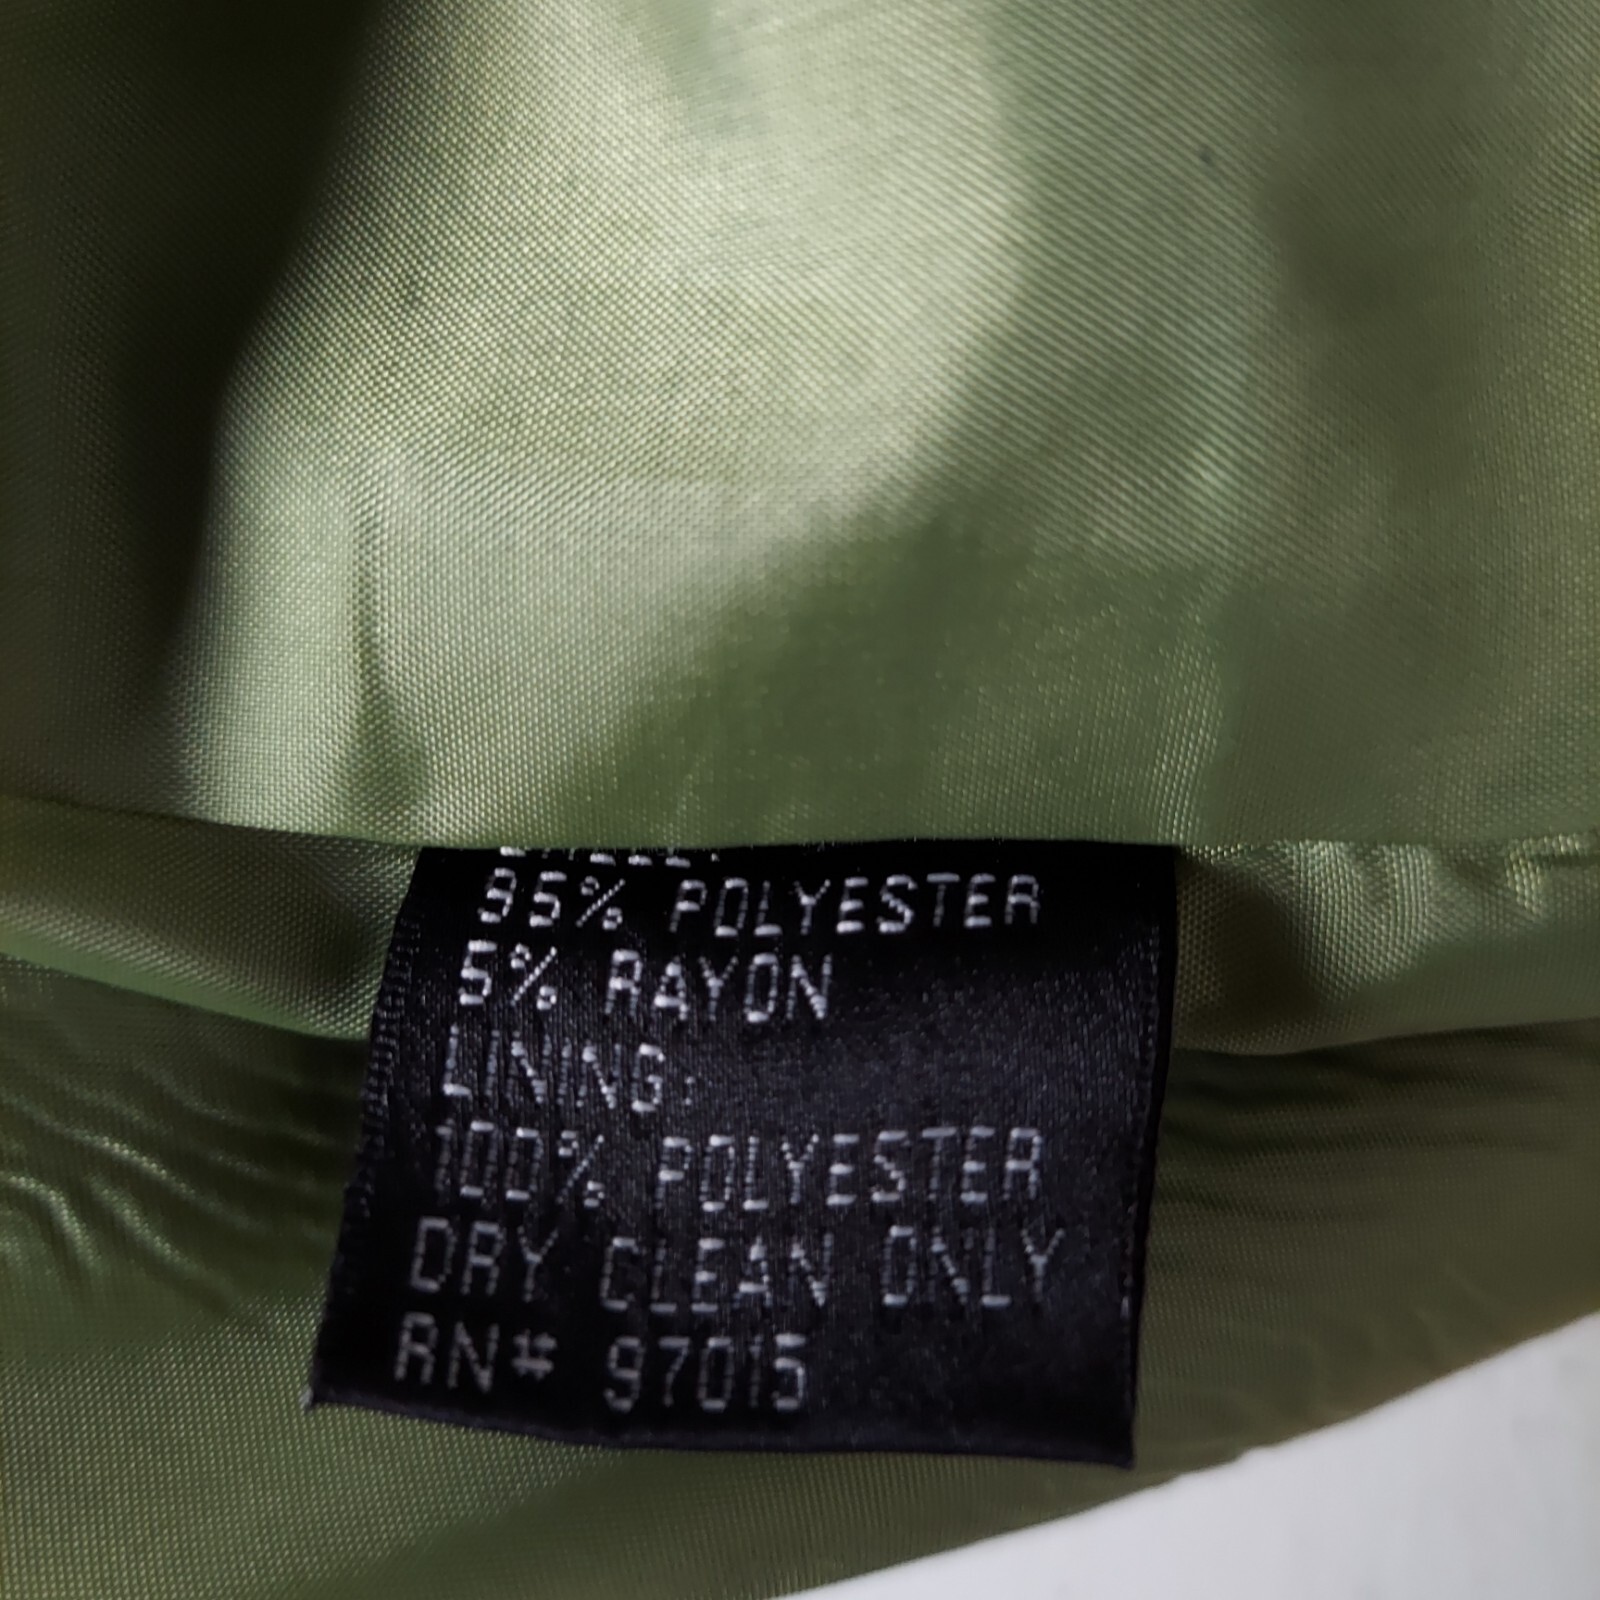 95% POLYESTER
5% RAYON
LINING:
100% POLYESTER
DRY CLEAN ONLY
RN# 97015